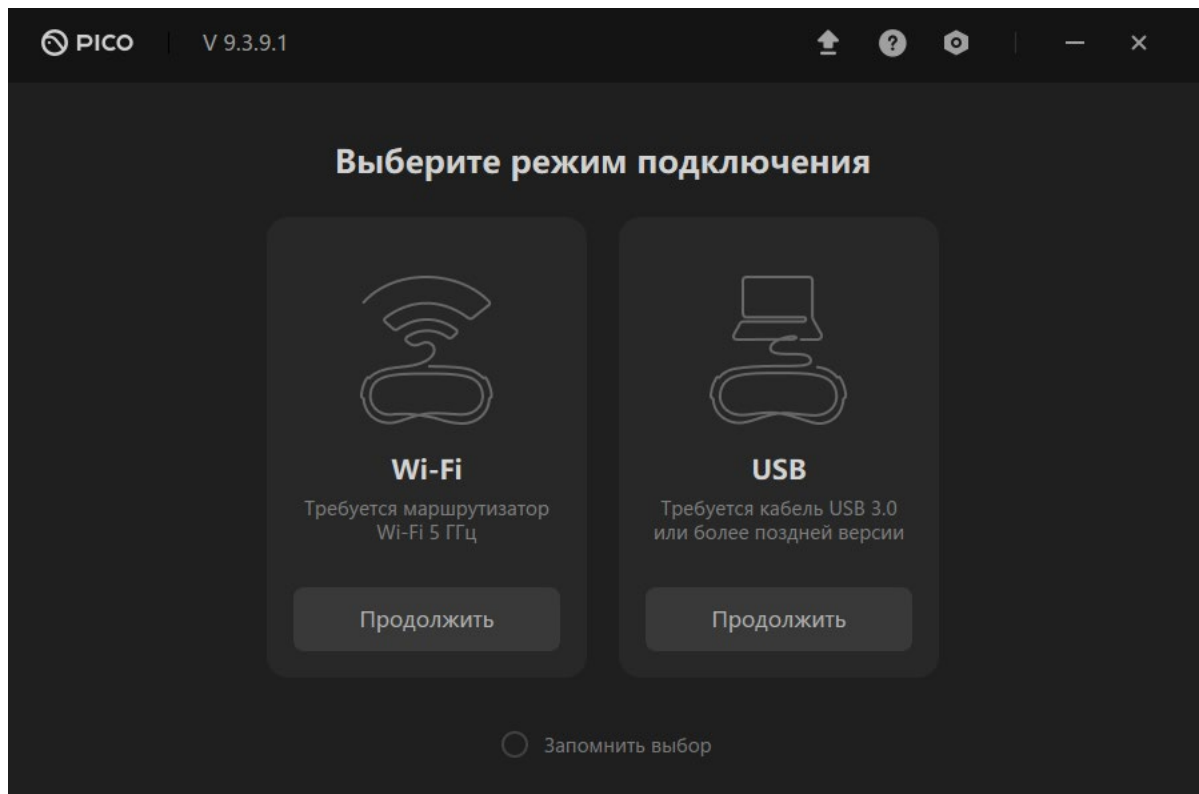 PICO V 9.3.9.1
Выберите режим подключения
Wi-Fi
Требуется маршрутизатор
Wi-Fi 5 ГГц
Продолжить
USB
Требуется кабель USB 3.0
или более поздней версии
Продолжить
Запомнить выбор